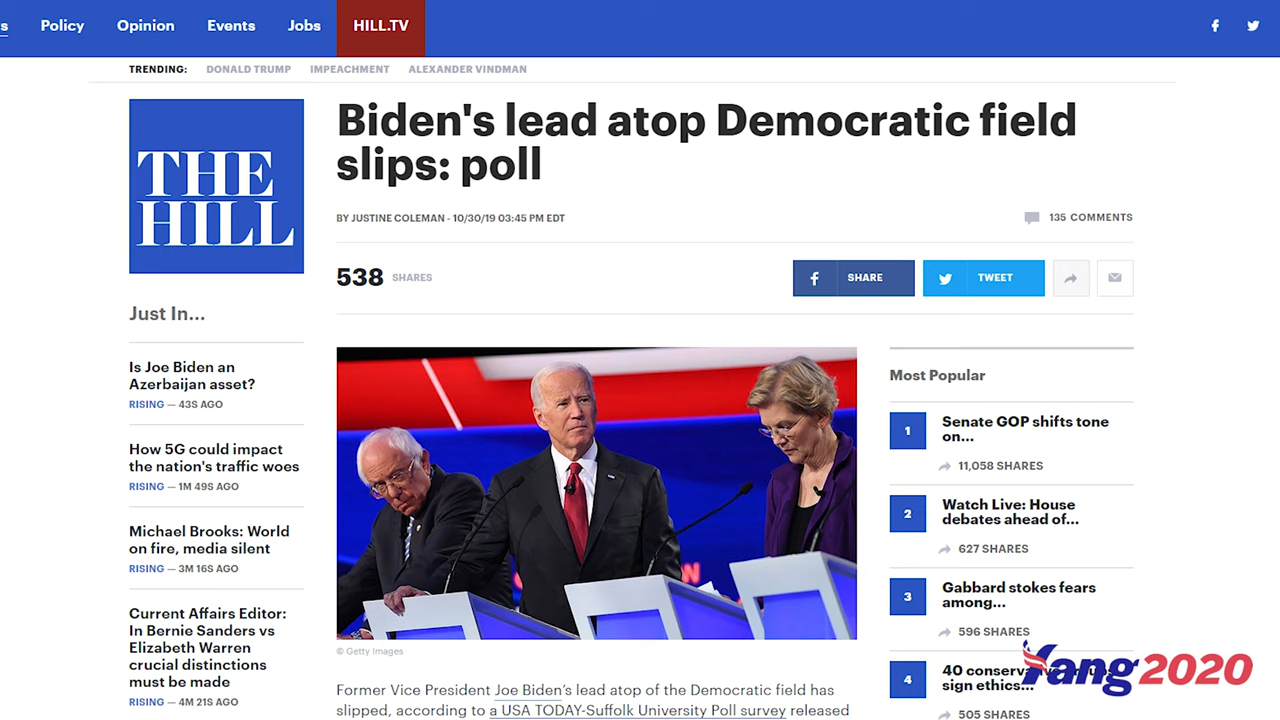 s Policy Opinion Events Jobs HILL.TV
TRENDING: DONALD TRUMP IMPEACHMENT ALEXANDER VINDMAN
THE
HILL
Biden's lead atop Democratic field
slips: poll
BY JUSTINE COLEMAN - 10/30/19 03:45 PM EDT
135 COMMENTS
538 SHARES
SHARE
TWEET
Just In...
Is Joe Biden an
Azerbaijan asset?
RISING — 43S AGO
How 5G could impact
the nation's traffic woes
RISING — 1M 49S AGO
Michael Brooks: World
on fire, media silent
RISING — 3M 16S AGO
Current Affairs Editor:
In Bernie Sanders vs
Elizabeth Warren
crucial distinctions
must be made
RISING — 4M 21S AGO
© Getty Images
Former Vice President Joe Biden's lead atop of the Democratic field has
slipped, according to a USA TODAY-Suffolk University Poll survey released
Most Popular
1
Senate GOP shifts tone
on...
11,058 SHARES
2
Watch Live: House
debates ahead of...
627 SHARES
3
Gabbard stokes fears
among...
596 SHARES
4
40
sign ethics...
505 SHARES
Yang 2020